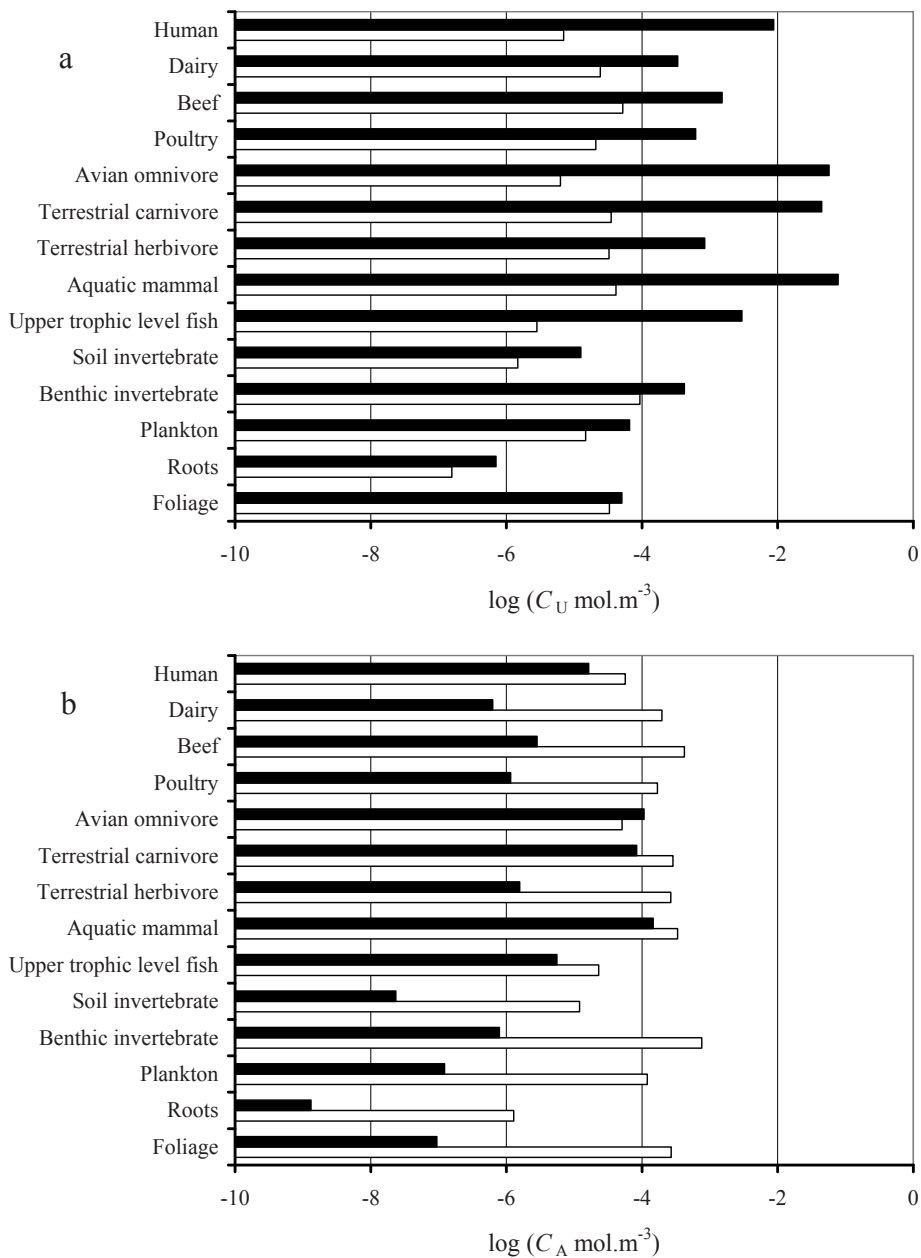 a
Human
Dairy
Beef
Poultry
Avian omnivore
Terrestrial carnivore
Terrestrial herbivore
Aquatic mammal
Upper trophic level fish
Soil invertebrate
Benthic invertebrate
Plankton
Roots
Foliage
-10 -8 -6 -4 -2 0
log (C U mol.m-3)
b
Human
Dairy
Beef
Poultry
Avian omnivore
Terrestrial carnivore
Terrestrial herbivore
Aquatic mammal
Upper trophic level fish
Soil invertebrate
Benthic invertebrate
Plankton
Roots
Foliage
-10 -8 -6 -4 -2 0
log (C A mol.m-3)